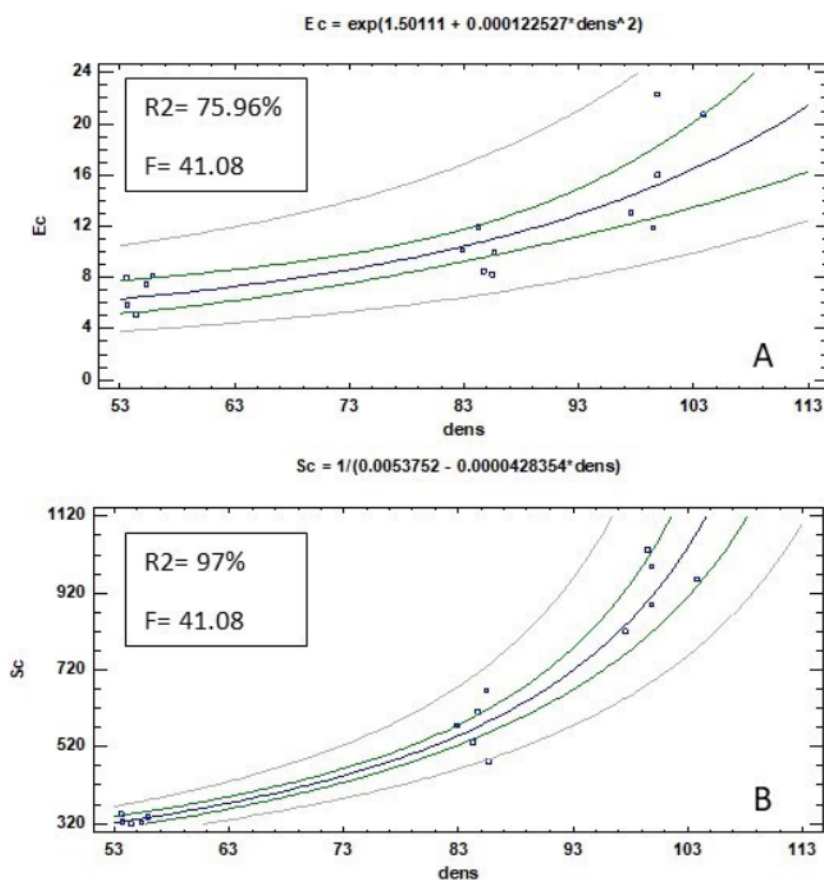 Ec = exp(1.50111 + 0.000122527*dens^2)
R2= 75.96%
F= 41.08
24
20
16
12
8
4
0
Ec
A
53 63 73 83 93 103 113
dens
Sc = 1/(0.0053752 - 0.0000428354*dens)
R2= 97%
F= 41.08
1120
920
720
520
320
Sc
B
53 63 73 83 93 103 113
dens